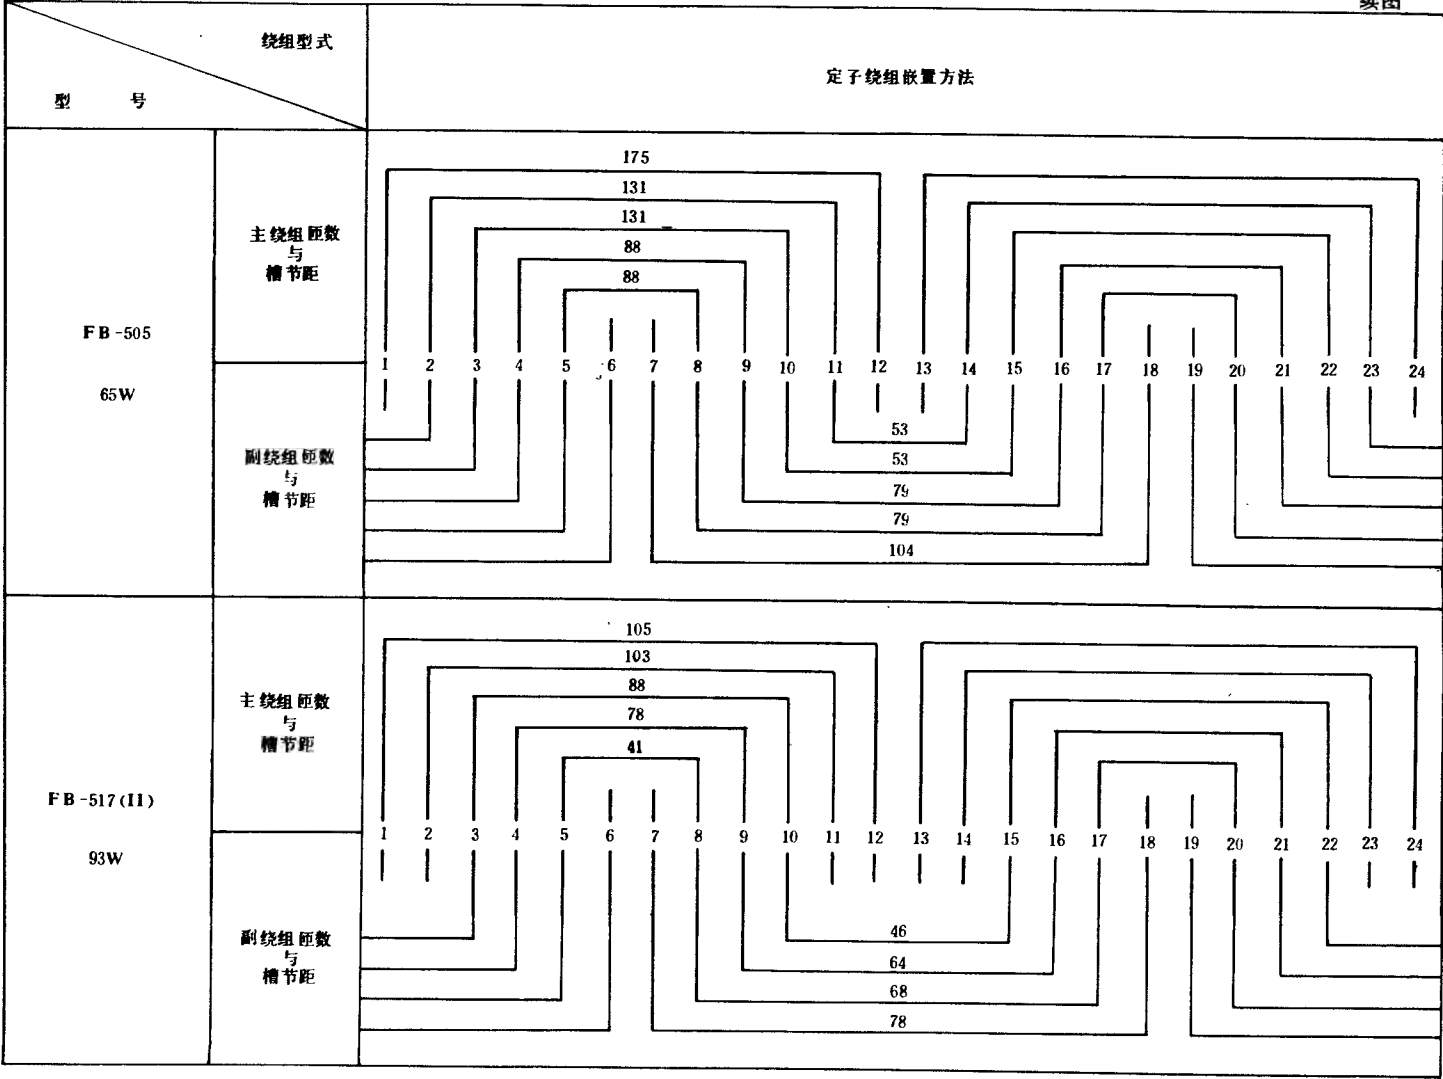 续图
绕组型式
型 号
定子绕组嵌置方法
FB-505
65W
主绕组匝数
与
槽节距
175
131
131
88
88
1 2 3 4 5 6 7 8 9 10 11 12 13 14 15 16 17 18 19 20 21 22 23 24
副绕组匝数
与
槽节距
53
53
79
79
104
FB-517(II)
93W
主绕组匝数
与
槽节距
105
103
88
78
41
1 2 3 4 5 6 7 8 9 10 11 12 13 14 15 16 17 18 19 20 21 22 23 24
副绕组匝数
与
槽节距
46
64
68
78